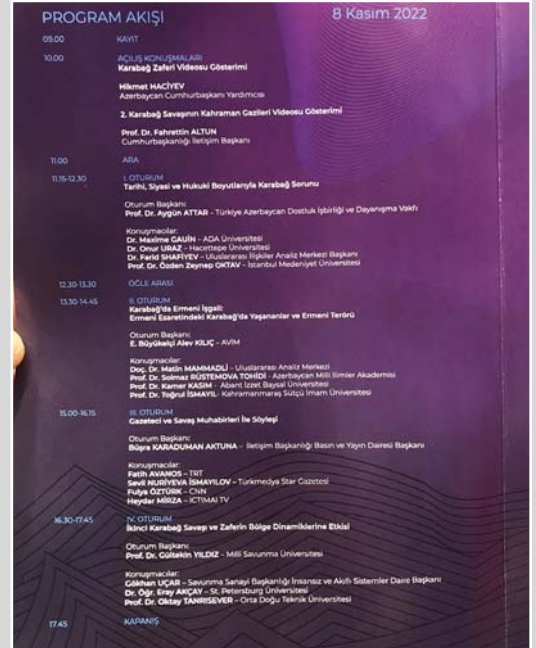 PROGRAM AKIŞI
8 Kasım 2022
09.00 KAYIT
10.00 AÇILIŞ KONUŞMALARI
Karabağ Zaferi Videosu Gösterimi
Hikmet HACİYEV
Azerbaycan Cumhurbaşkanı Yardımcısı
2. Karabağ Savaşının Kahraman Gazileri Videosu Gösterimi
Prof. Dr. Fahrettin ALTUN
Cumhurbaşkanlığı İletişim Başkanı
11.00 ARA
11.15-12.30 I. OTURUM
Tarihi, Siyasi ve Hukuki Boyutlarıyla Karabağ Sorunu
Oturum Başkanı:
Prof. Dr. Aygün ATTAR – Türkiye Azerbaycan Dostluk İşbirliği ve Dayanışma Vakfı
Konuşmacılar:
Dr. Maxime GAUİN – ADA Üniversitesi
Dr. Onur URAZ – Hacettepe Üniversitesi
Dr. Farid SHAFİYEV – Uluslararası İlişkiler Analiz Merkezi Başkanı
Prof. Dr. Özden Zeynep OKTAV – İstanbul Medeniyet Üniversitesi
12.30-13.30 ÖĞLE ARASI
13.30-14.45 II. OTURUM
Karabağ'da Ermeni İşgali:
Ermeni Esaretindeki Karabağ'da Yaşananlar ve Ermeni Terörü
Oturum Başkanı:
E. Büyükelçi Alev KILIÇ – AVİM
Konuşmacılar:
Doç. Dr. Matin MAMMADLİ – Uluslararası Analiz Merkezi
Prof. Dr. Solmaz RÜSTEMOVA TOHİDİ - Azerbaycan Milli İlimler Akademisi
Prof. Dr. Kamer KASIM - Abant İzzet Baysal Üniversitesi
Prof. Dr. Toğrul İSMAYIL- Kahramanmaraş Sütçü İmam Üniversitesi
15.00-16.15 III. OTURUM
Gazeteci ve Savaş Muhabirleri İle Söyleşi
Oturum Başkanı:
Büşra KARADUMAN AKTUNA – İletişim Başkanlığı Basın ve Yayın Dairesi Başkanı
Konuşmacılar:
Fatih AVANOS – TRT
Sevil NURİYEVA İSMAYILOV – Türkmedya Star Gazetesi
Fulya ÖZTÜRK – CNN
Heydar MİRZA – ICTIMAI TV
16.30-17.45 IV. OTURUM
İkinci Karabağ Savaşı ve Zaferin Bölge Dinamiklerine Etkisi
Oturum Başkanı:
Prof. Dr. Gültekin YILDIZ – Milli Savunma Üniversitesi
Konuşmacılar:
Gökhan UÇAR – Savunma Sanayi Başkanlığı İnsansız ve Akıllı Sistemler Daire Başkanı
Dr. Öğr. Eray AKÇAY – St. Petersburg Üniversitesi
Prof. Dr. Oktay TANRISEVER – Orta Doğu Teknik Üniversitesi
17.45 KAPANIŞ